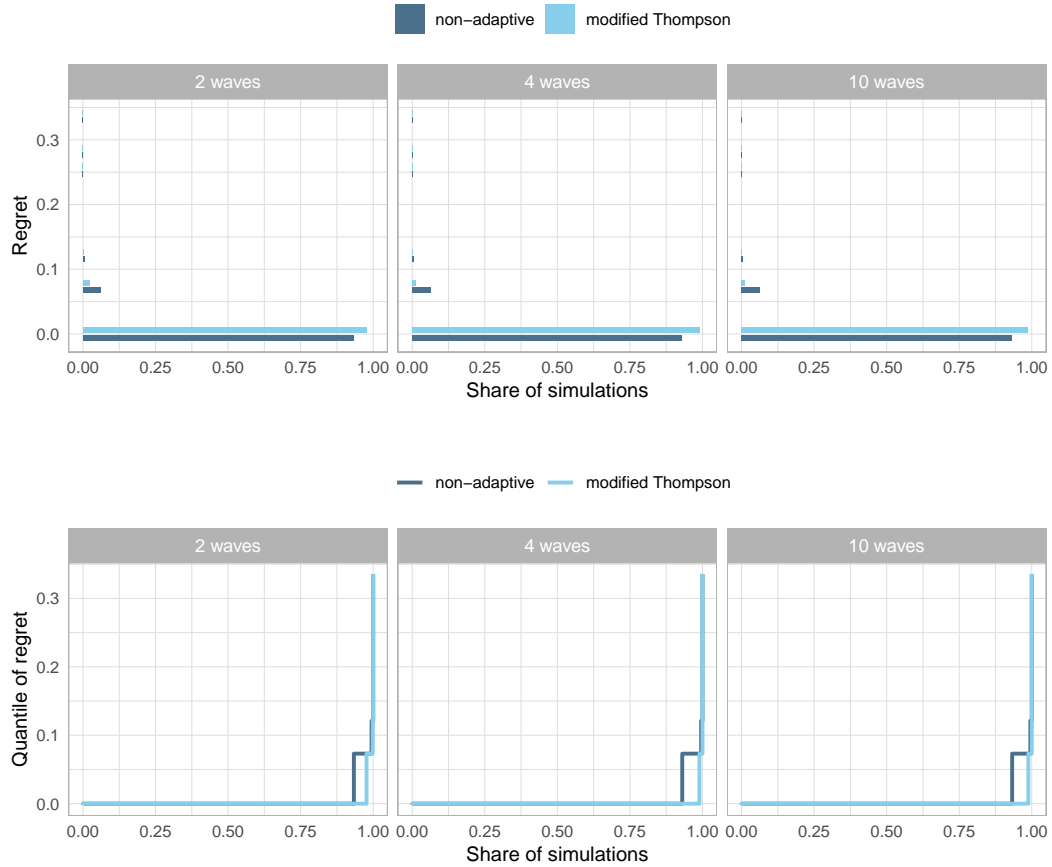 non−adaptive modified Thompson
2 waves 4 waves 10 waves
0.3
0.2
0.1
0.0
Regret
0.00 0.25 0.50 0.75 1.00 0.00 0.25 0.50 0.75 1.00 0.00 0.25 0.50 0.75 1.00
Share of simulations
non−adaptive modified Thompson
2 waves 4 waves 10 waves
0.3
0.2
0.1
0.0
Quantile of regret
0.00 0.25 0.50 0.75 1.00 0.00 0.25 0.50 0.75 1.00 0.00 0.25 0.50 0.75 1.00
Share of simulations